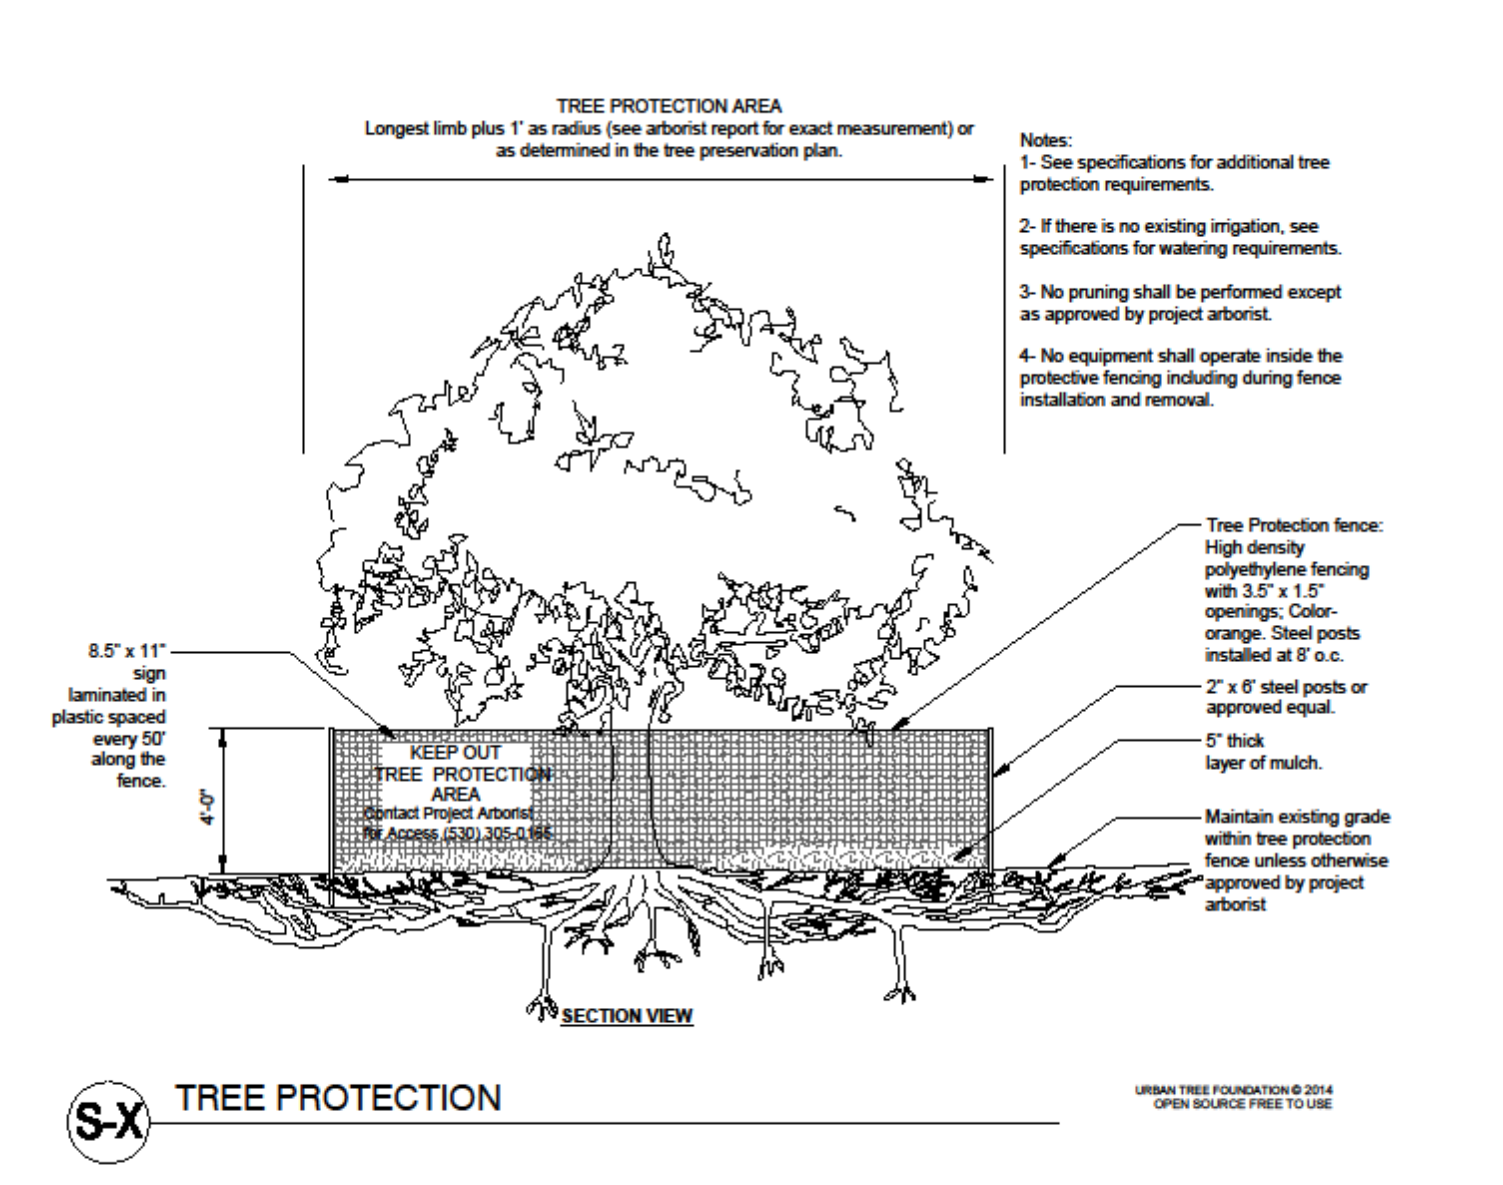 TREE PROTECTION AREA
Longest limb plus 1' as radius (see arborist report for exact measurement) or
as determined in the tree preservation plan.
Notes:
1- See specifications for additional tree
protection requirements.
2- If there is no existing irrigation, see
specifications for watering requirements.
3- No pruning shall be performed except
as approved by project arborist.
4- No equipment shall operate inside the
protective fencing including during fence
installation and removal.
Tree Protection fence:
High density
polyethylene fencing
with 3.5" x 1.5"
openings; Color-
orange. Steel posts
installed at 8' o.c.
2" x 6' steel posts or
approved equal.
5" thick
layer of mulch.
Maintain existing grade
within tree protection
fence unless otherwise
approved by project
arborist
8.5" x 11"
sign
laminated in
plastic spaced
every 50'
along the
fence.
4'-0"
KEEP OUT
TREE PROTECTION
AREA
Contact Project Arborist
for Access (530) 305-0165
SECTION VIEW
S-X
TREE PROTECTION
URBAN TREE FOUNDATION © 2014
OPEN SOURCE FREE TO USE